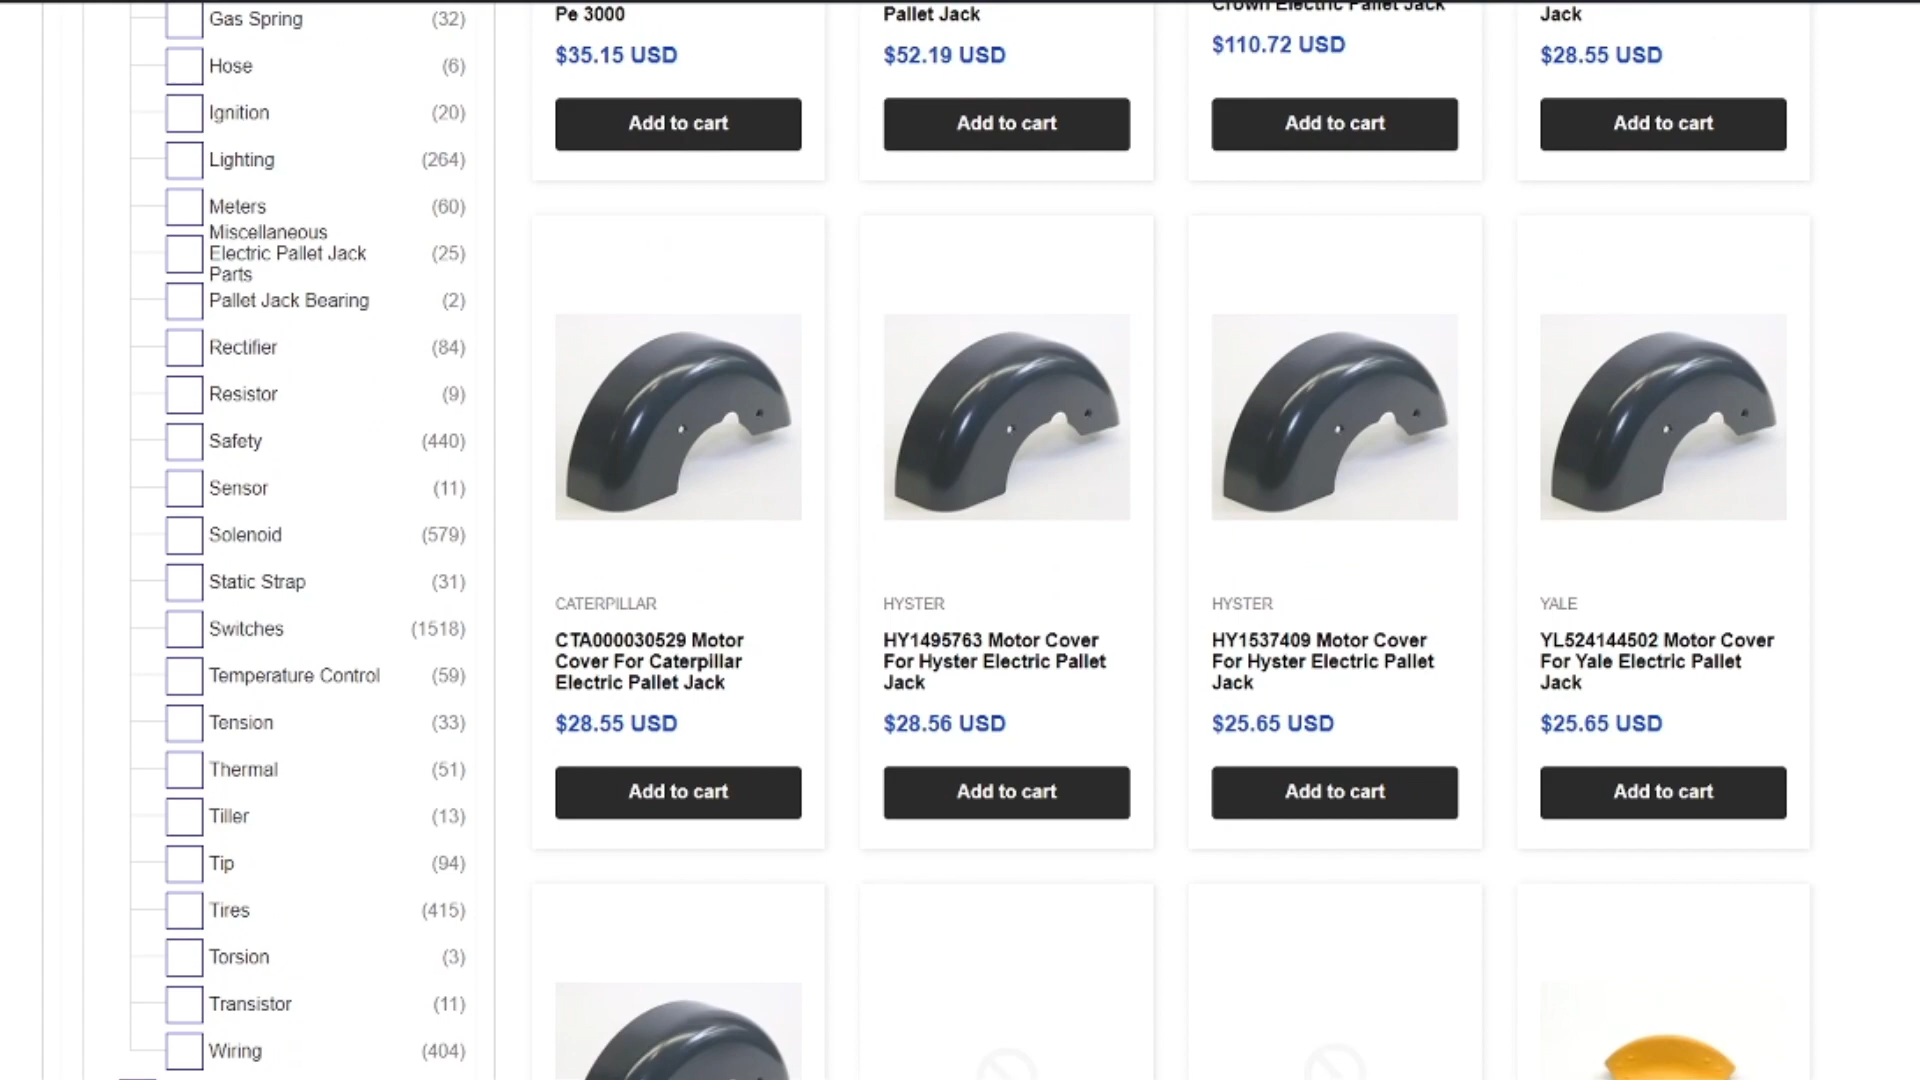 Gas Spring (32)
Hose (6)
Ignition (20)
Lighting (264)
Meters (60)
Miscellaneous
Electric Pallet Jack (25)
Parts
Pallet Jack Bearing (2)
Rectifier (84)
Resistor (9)
Safety (440)
Sensor (11)
Solenoid (579)
Static Strap (31)
Switches (1518)
Temperature Control (59)
Tension (33)
Thermal (51)
Tiller (13)
Tip (94)
Tires (415)
Torsion (3)
Transistor (11)
Wiring (404)
Pe 3000
$35.15 USD
Add to cart
Pallet Jack
$52.19 USD
Add to cart
Crown Electric Pallet Jack
$110.72 USD
Add to cart
Jack
$28.55 USD
Add to cart
CATERPILLAR
CTA000030529 Motor
Cover For Caterpillar
Electric Pallet Jack
$28.55 USD
Add to cart
HYSTER
HY1495763 Motor Cover
For Hyster Electric Pallet
Jack
$28.56 USD
Add to cart
HYSTER
HY1537409 Motor Cover
For Hyster Electric Pallet
Jack
$25.65 USD
Add to cart
YALE
YL524144502 Motor Cover
For Yale Electric Pallet
Jack
$25.65 USD
Add to cart